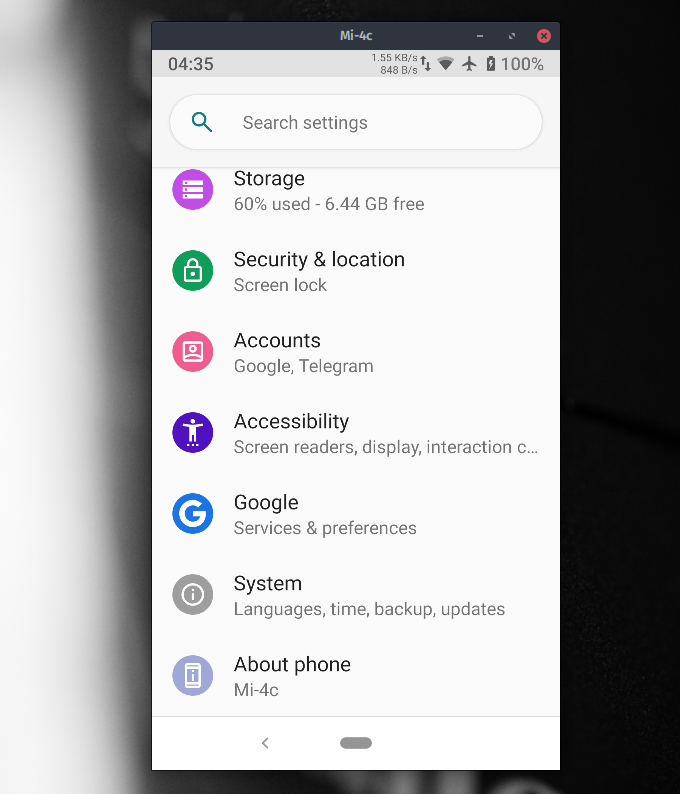 Mi-4c
04:35
1.55 KB/s
848 B/s
100%
Search settings
Storage
60% used - 6.44 GB free
Security & location
Screen lock
Accounts
Google, Telegram
Accessibility
Screen readers, display, interaction c…
Google
Services & preferences
System
Languages, time, backup, updates
About phone
Mi-4c